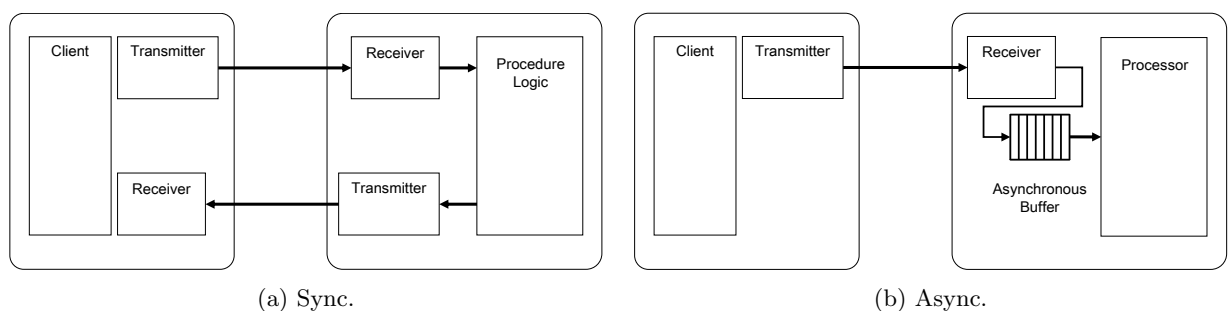 Client
Transmitter
Receiver
Procedure
Logic
Receiver
Transmitter
(a) Sync.
Client
Transmitter
Receiver
Processor
Asynchronous
Buffer
(b) Async.